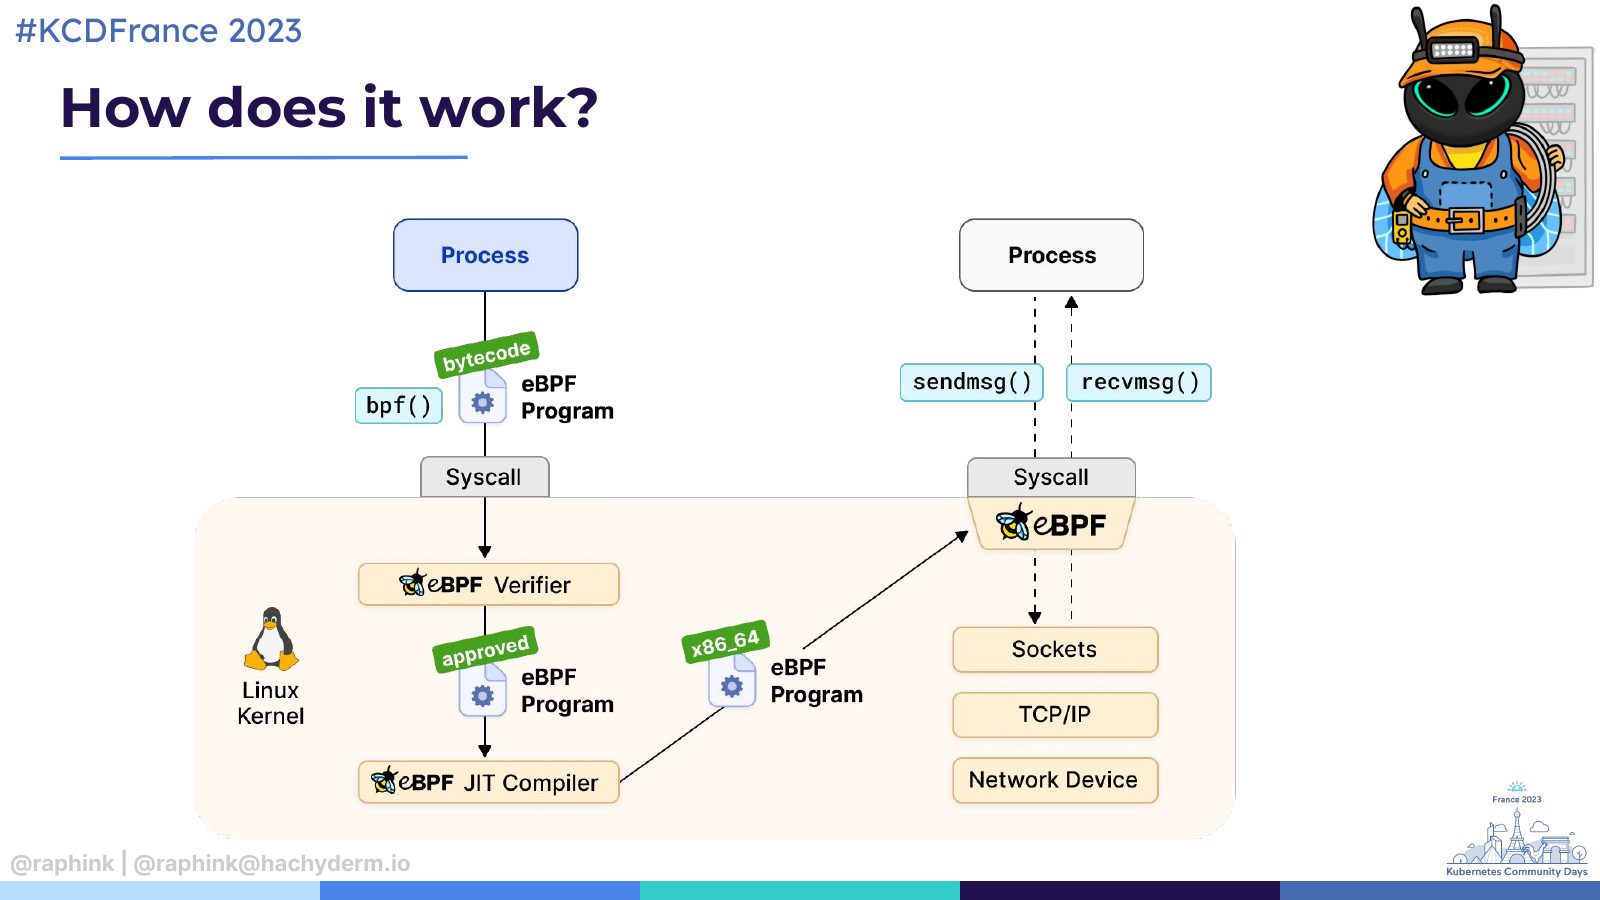 #KCDFrance 2023
How does it work?
Process
bytecode
bpf()
eBPF
Program
Syscall
eBPF Verifier
approved
eBPF
Program
eBPF JIT Compiler
Linux
Kernel
x86_64
eBPF
Program
Process
sendmsg()
recvmsg()
Syscall
eBPF
Sockets
TCP/IP
Network Device
France 2023
Kubernetes Community Days
@raphink | @raphink@hachyderm.io